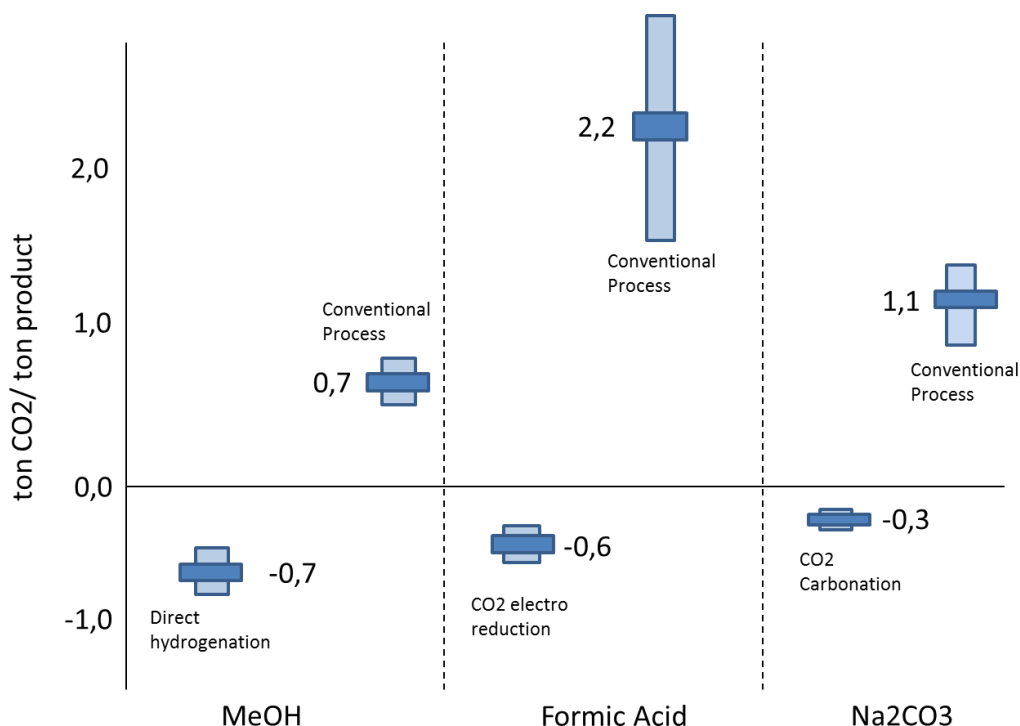 ton CO2/ ton product
2,0
1,0
0,0
-1,0
Conventional
Process
0,7
-0,7
Direct
hydrogenation
MeOH
2,2
Conventional
Process
-0,6
CO2 electro
reduction
Formic Acid
1,1
Conventional
Process
-0,3
CO2
Carbonation
Na2CO3